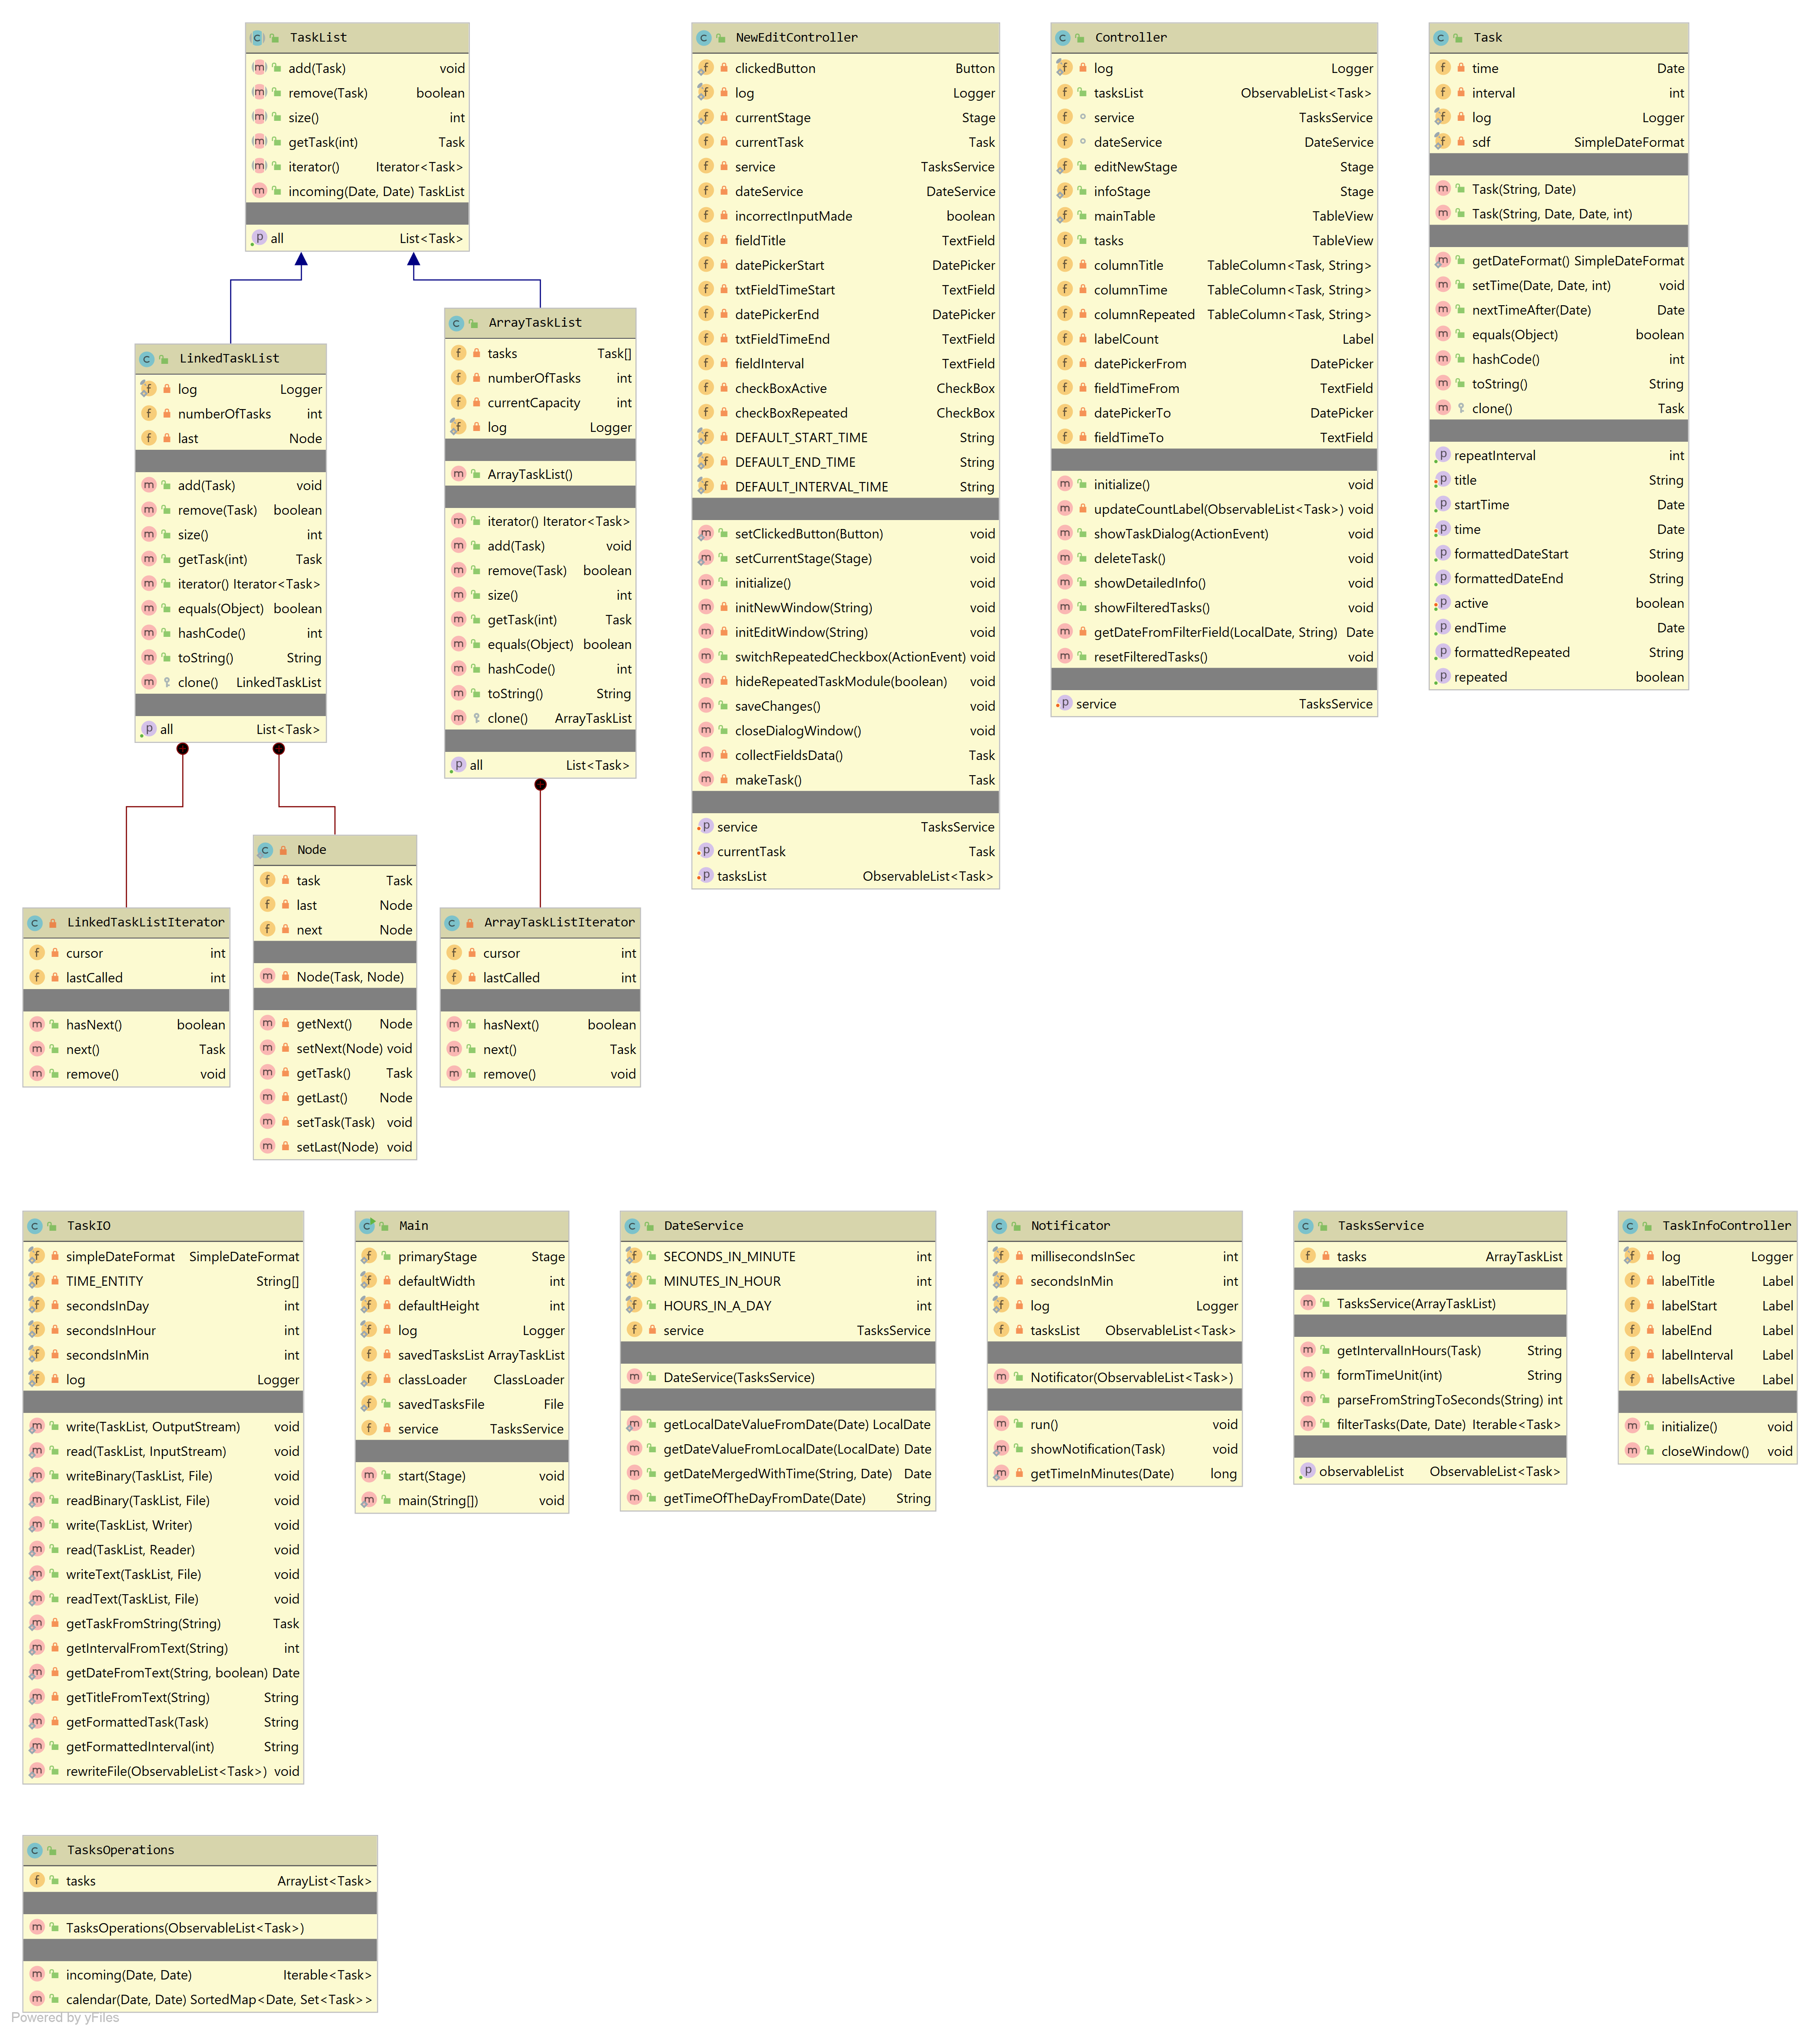 TaskList
add(Task) void
remove(Task) boolean
size() int
getTask(int) Task
iterator() Iterator<Task>
incoming(Date, Date) TaskList
all List<Task>
LinkedTaskList
log Logger
numberOfTasks int
last Node
add(Task) void
remove(Task) boolean
size() int
getTask(int) Task
iterator() Iterator<Task>
equals(Object) boolean
hashCode() int
toString() String
clone() LinkedTaskList
all List<Task>
ArrayTaskList
tasks Task[]
numberOfTasks int
currentCapacity int
log Logger
ArrayTaskList()
iterator() Iterator<Task>
add(Task) void
remove(Task) boolean
size() int
getTask(int) Task
equals(Object) boolean
hashCode() int
toString() String
clone() ArrayTaskList
all List<Task>
LinkedTaskListIterator
cursor int
lastCalled int
hasNext() boolean
next() Task
remove() void
Node
task Task
last Node
next Node
Node(Task, Node)
getNext() Node
setNext(Node) void
getTask() Task
getLast() Node
setTask(Task) void
setLast(Node) void
ArrayTaskListIterator
cursor int
lastCalled int
hasNext() boolean
next() Task
remove() void
NewEditController
clickedButton Button
log Logger
currentStage Stage
currentTask Task
service TasksService
dateService DateService
incorrectInputMade boolean
fieldTitle TextField
datePickerStart DatePicker
txtFieldTimeStart TextField
datePickerEnd DatePicker
txtFieldTimeEnd TextField
fieldInterval TextField
checkBoxActive CheckBox
checkBoxRepeated CheckBox
DEFAULT_START_TIME String
DEFAULT_END_TIME String
DEFAULT_INTERVAL_TIME String
setClickedButton(Button) void
setCurrentStage(Stage) void
initialize() void
initNewWindow(String) void
initEditWindow(String) void
switchRepeatedCheckbox(ActionEvent) void
hideRepeatedTaskModule(boolean) void
saveChanges() void
closeDialogWindow() void
collectFieldsData() Task
makeTask() Task
service TasksService
currentTask Task
tasksList ObservableList<Task>
Controller
log Logger
tasksList ObservableList<Task>
service TasksService
dateService DateService
editNewStage Stage
infoStage Stage
mainTable TableView
tasks TableView
columnTitle TableColumn<Task, String>
columnTime TableColumn<Task, String>
columnRepeated TableColumn<Task, String>
labelCount Label
datePickerFrom DatePicker
fieldTimeFrom TextField
datePickerTo DatePicker
fieldTimeTo TextField
initialize() void
updateCountLabel(ObservableList<Task>) void
showTaskDialog(ActionEvent) void
deleteTask() void
showDetailedInfo() void
showFilteredTasks() void
getDateFromFilterField(LocalDate, String) Date
resetFilteredTasks() void
service TasksService
Task
time Date
interval int
log Logger
sdf SimpleDateFormat
Task(String, Date)
Task(String, Date, Date, int)
getDateFormat() SimpleDateFormat
setTime(Date, Date, int) void
nextTimeAfter(Date) Date
equals(Object) boolean
hashCode() int
toString() String
clone() Task
repeatInterval int
title String
startTime Date
time Date
formattedDateStart String
formattedDateEnd String
active boolean
endTime Date
formattedRepeated String
repeated boolean
TaskIO
simpleDateFormat SimpleDateFormat
TIME_ENTITY String[]
secondsInDay int
secondsInHour int
secondsInMin int
log Logger
write(TaskList, OutputStream) void
read(TaskList, InputStream) void
writeBinary(TaskList, File) void
readBinary(TaskList, File) void
write(TaskList, Writer) void
read(TaskList, Reader) void
writeText(TaskList, File) void
readText(TaskList, File) void
getTaskFromString(String) Task
getIntervalFromText(String) int
getDateFromText(String, boolean) Date
getTitleFromText(String) String
getFormattedTask(Task) String
getFormattedInterval(int) String
rewriteFile(ObservableList<Task>) void
Main
primaryStage Stage
defaultWidth int
defaultHeight int
log Logger
savedTasksList ArrayTaskList
classLoader ClassLoader
savedTasksFile File
service TasksService
start(Stage) void
main(String[]) void
DateService
SECONDS_IN_MINUTE int
MINUTES_IN_HOUR int
HOURS_IN_A_DAY int
service TasksService
DateService(TasksService)
getLocalDateValueFromDate(Date) LocalDate
getDateValueFromLocalDate(LocalDate) Date
getDateMergedWithTime(String, Date) Date
getTimeOfTheDayFromDate(Date) String
Notificator
millisecondsInSec int
secondsInMin int
log Logger
tasksList ObservableList<Task>
Notificator(ObservableList<Task>)
run() void
showNotification(Task) void
getTimeInMinutes(Date) long
TasksService
tasks ArrayTaskList
TasksService(ArrayTaskList)
getIntervalInHours(Task) String
formTimeUnit(int) String
parseFromStringToSeconds(String) int
filterTasks(Date, Date) Iterable<Task>
observableList ObservableList<Task>
TaskInfoController
log Logger
labelTitle Label
labelStart Label
labelEnd Label
labelInterval Label
labelIsActive Label
initialize() void
closeWindow() void
TasksOperations
tasks ArrayList<Task>
TasksOperations(ObservableList<Task>)
incoming(Date, Date) Iterable<Task>
calendar(Date, Date) SortedMap<Date, Set<Task>>
Powered by yFiles